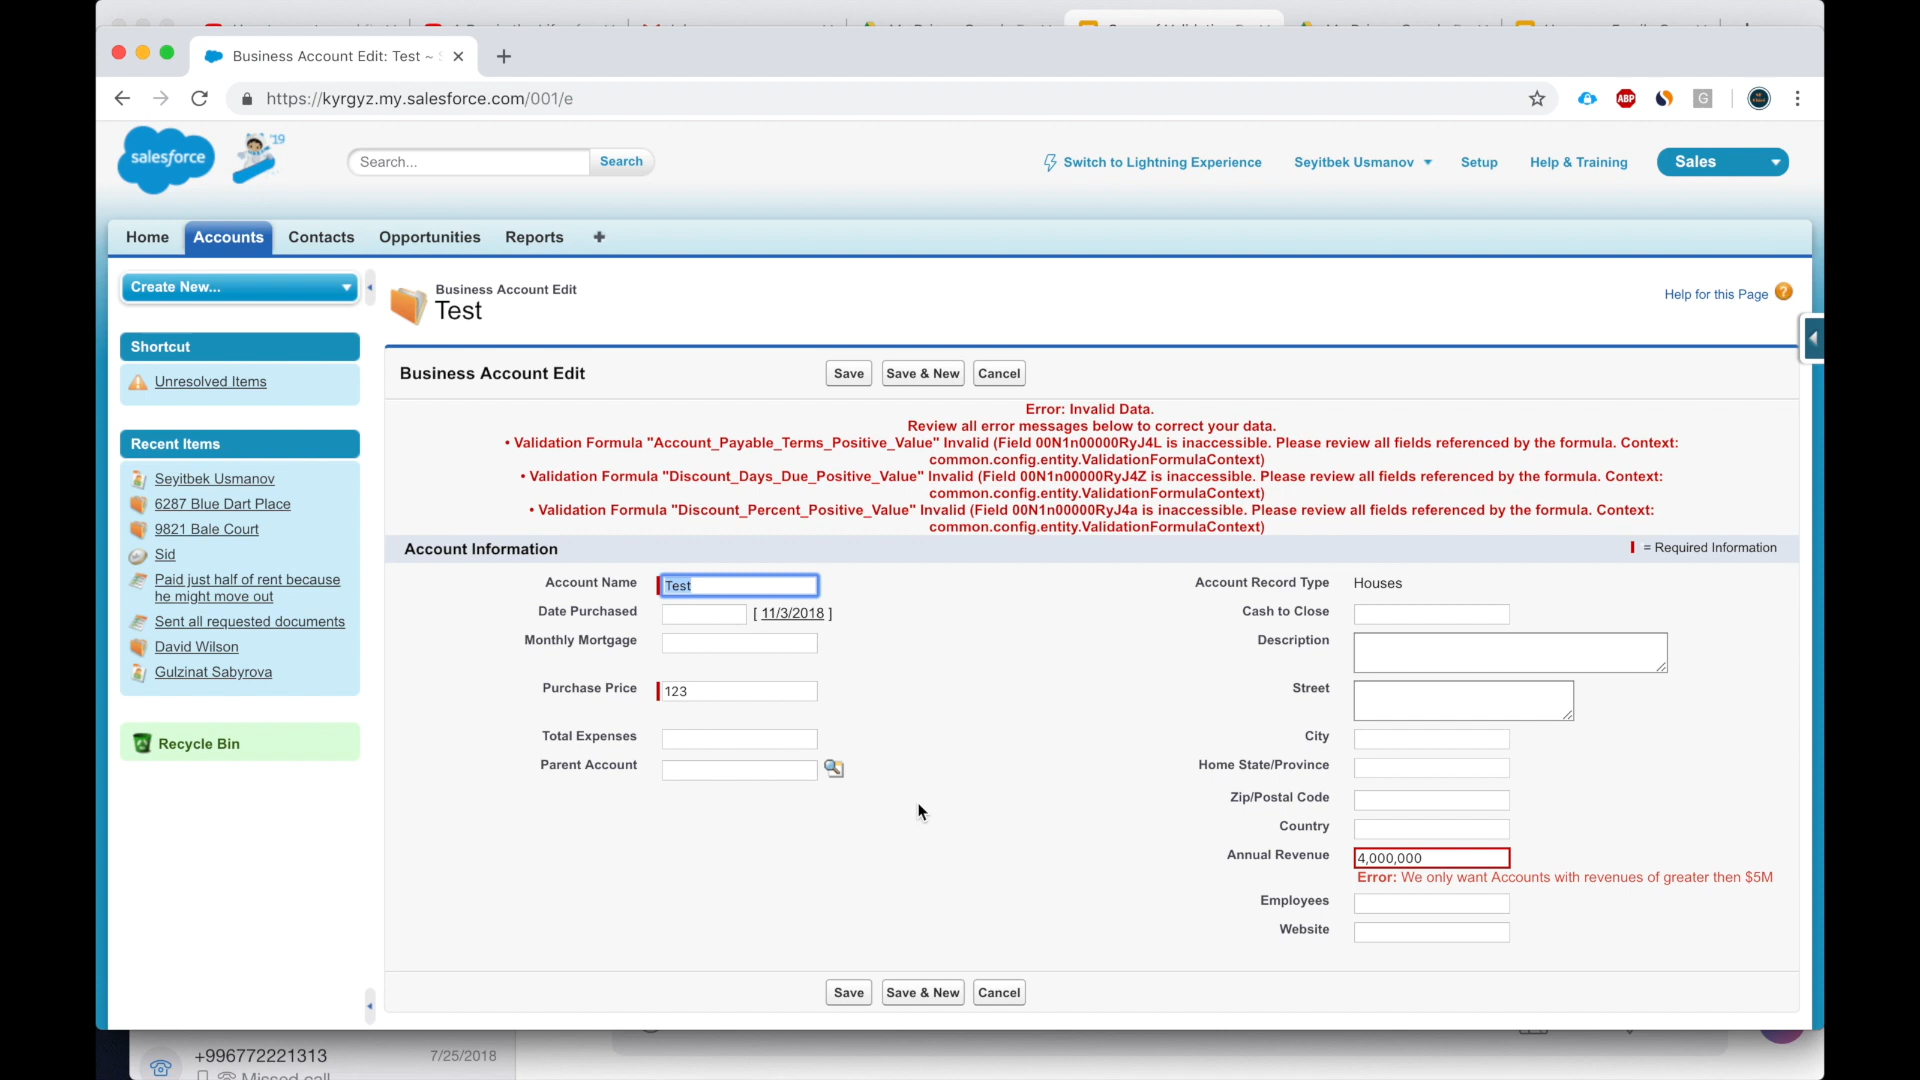 Business Account Edit: Test ~
https://kyrgyz.my.salesforce.com/001/e
ABP
G
salesforce
'19
Search...
Search
Switch to Lightning Experience
Seyitbek Usmanov
Setup
Help & Training
Sales
Home
Accounts
Contacts
Opportunities
Reports
Create New...
Shortcut
Unresolved Items
Recent Items
Seyitbek Usmanov
6287 Blue Dart Place
9821 Bale Court
Sid
Paid just half of rent because
he might move out
Sent all requested documents
David Wilson
Gulzinat Sabyrova
Recycle Bin
Business Account Edit
Test
Help for this Page
Business Account Edit
Save
Save & New
Cancel
Error: Invalid Data.
Review all error messages below to correct your data.
• Validation Formula "Account_Payable_Terms_Positive_Value" Invalid (Field 00N1n00000RyJ4L is inaccessible. Please review all fields referenced by the formula. Context:
common.config.entity.ValidationFormulaContext)
• Validation Formula "Discount_Days_Due_Positive_Value" Invalid (Field 00N1n00000RyJ4Z is inaccessible. Please review all fields referenced by the formula. Context:
common.config.entity.ValidationFormulaContext)
• Validation Formula "Discount_Percent_Positive_Value" Invalid (Field 00N1n00000RyJ4a is inaccessible. Please review all fields referenced by the formula. Context:
common.config.entity.ValidationFormulaContext)
Account Information
= Required Information
Account Name
Test
Date Purchased
[ 11/3/2018 ]
Monthly Mortgage
Purchase Price
123
Total Expenses
Parent Account
Account Record Type
Houses
Cash to Close
Description
Street
City
Home State/Province
Zip/Postal Code
Country
Annual Revenue
4,000,000
Error: We only want Accounts with revenues of greater then $5M
Employees
Website
Save
Save & New
Cancel
+996772221313
7/25/2018
Missed call